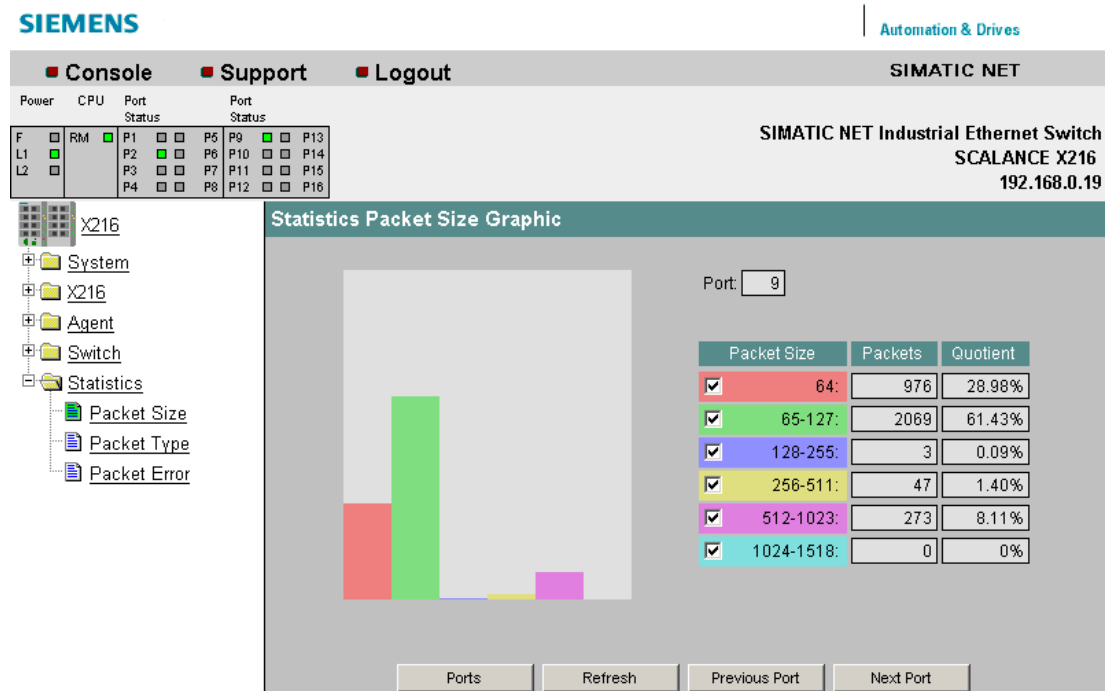 SIEMENS
Automation & Drives
Console Support Logout SIMATIC NET
Power CPU Port Status Port Status
F RM P1 P5 P9 P13
L1 P2 P6 P10 P14
L2 P3 P7 P11 P15
P4 P8 P12 P16
SIMATIC NET Industrial Ethernet Switch
SCALANCE X216
192.168.0.19
X216
System
X216
Agent
Switch
Statistics
Packet Size
Packet Type
Packet Error
Statistics Packet Size Graphic
Port: 9
Packet Size Packets Quotient
64: 976 28.98%
65-127: 2069 61.43%
128-255: 3 0.09%
256-511: 47 1.40%
512-1023: 273 8.11%
1024-1518: 0 0%
Ports Refresh Previous Port Next Port